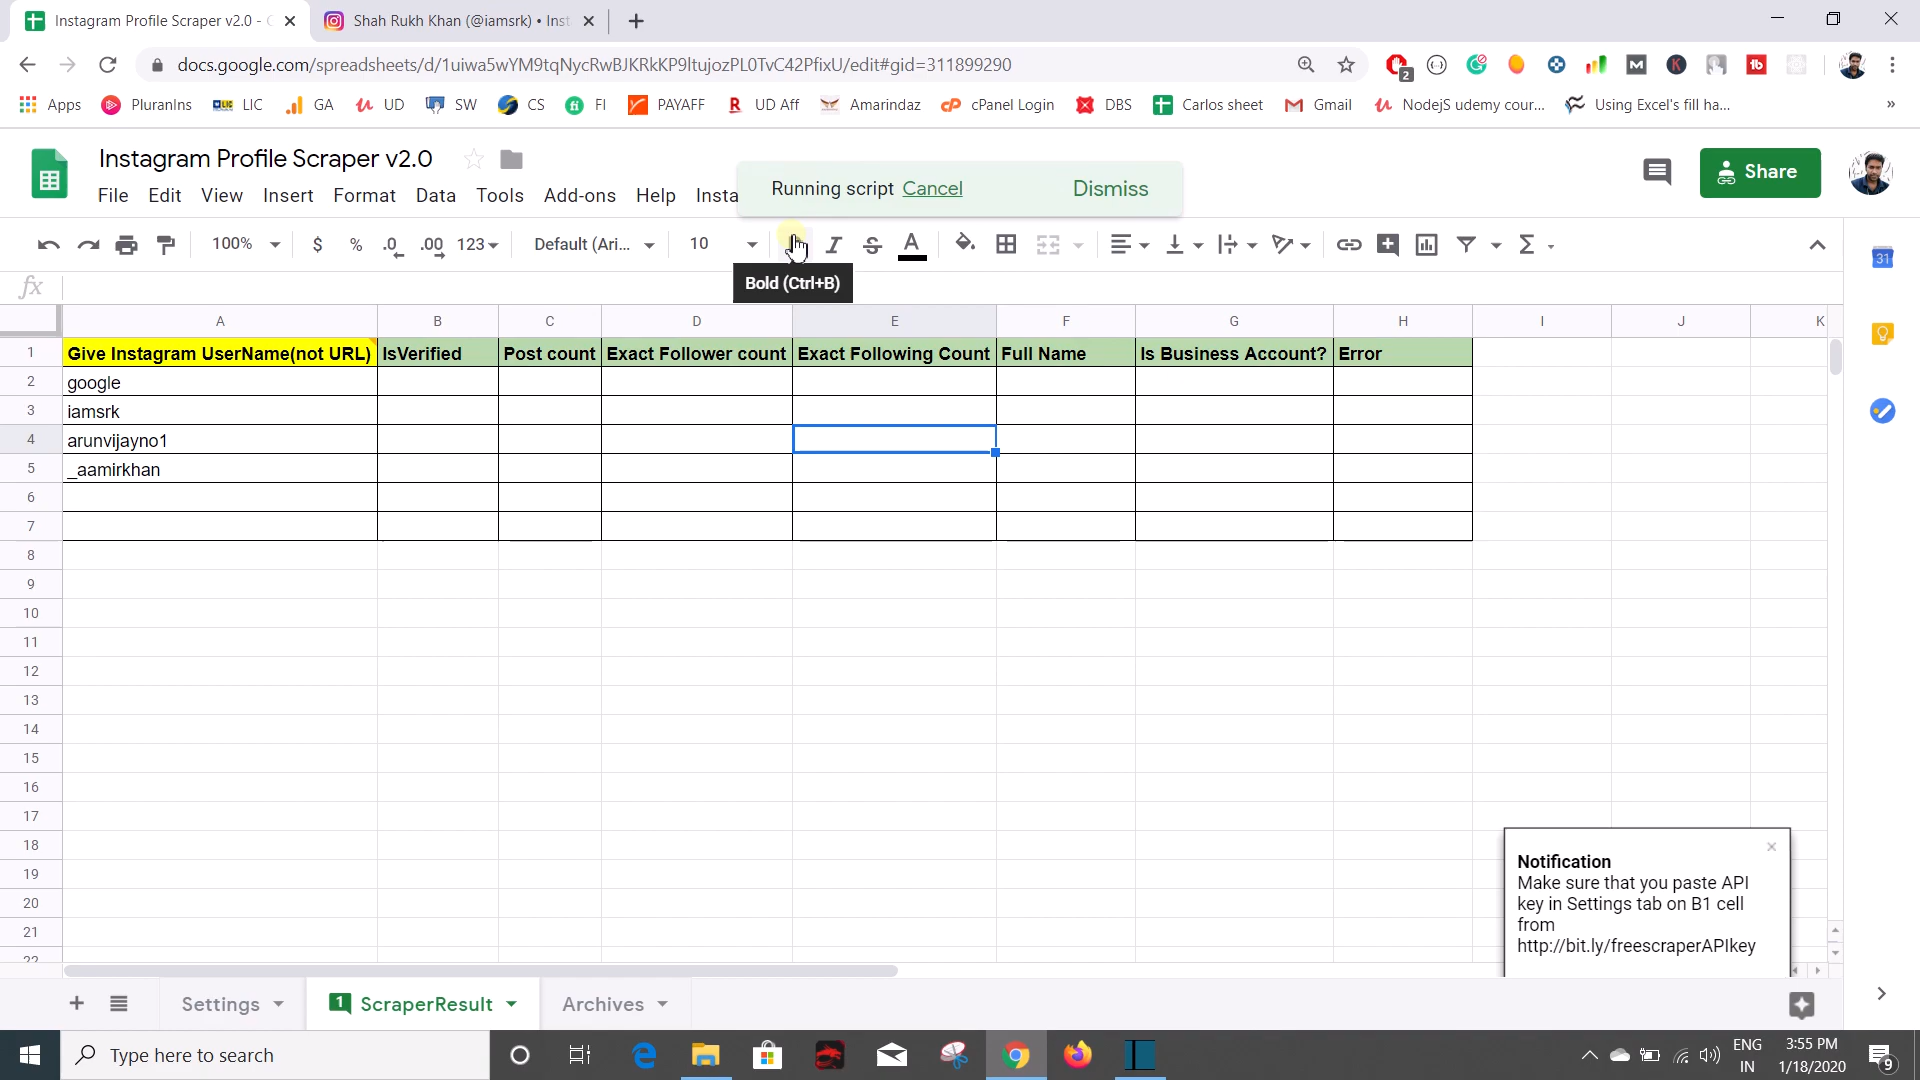 Instagram Profile Scraper v2.0 -
Shah Rukh Khan (@iamsrk) • Inst
docs.google.com/spreadsheets/d/1uiwa5wYM9tqNycRwBJKRkKP9ltujozPL0TvC42PfixU/edit#gid=311899290
2
Apps
PluranIns
LIC
GA
UD
SW
CS
FI
PAYAFF
UD Aff
Amarindaz
cPanel Login
DBS
Carlos sheet
Gmail
NodejS udemy cour...
Using Excel's fill ha...
»
Instagram Profile Scraper v2.0
File Edit View Insert Format Data Tools Add-ons Help Insta
Running script Cancel Dismiss
Share
100% $ % .0 .00 123 Default (Ari... 10 I S A Σ
31
Bold (Ctrl+B)
fx
A B C D E F G H I J K
1 Give Instagram UserName(not URL) IsVerified Post count Exact Follower count Exact Following Count Full Name Is Business Account? Error
2 google
3 iamsrk
4 arunvijayno1
5 _aamirkhan
6
7
8
9
10
11
12
13
14
15
16
17
18
19
20
21
22
Notification
Make sure that you paste API
key in Settings tab on B1 cell
from
http://bit.ly/freescraperAPIkey
Settings
1 ScraperResult
Archives
Type here to search
ENG
IN
3:55 PM
1/18/2020
9